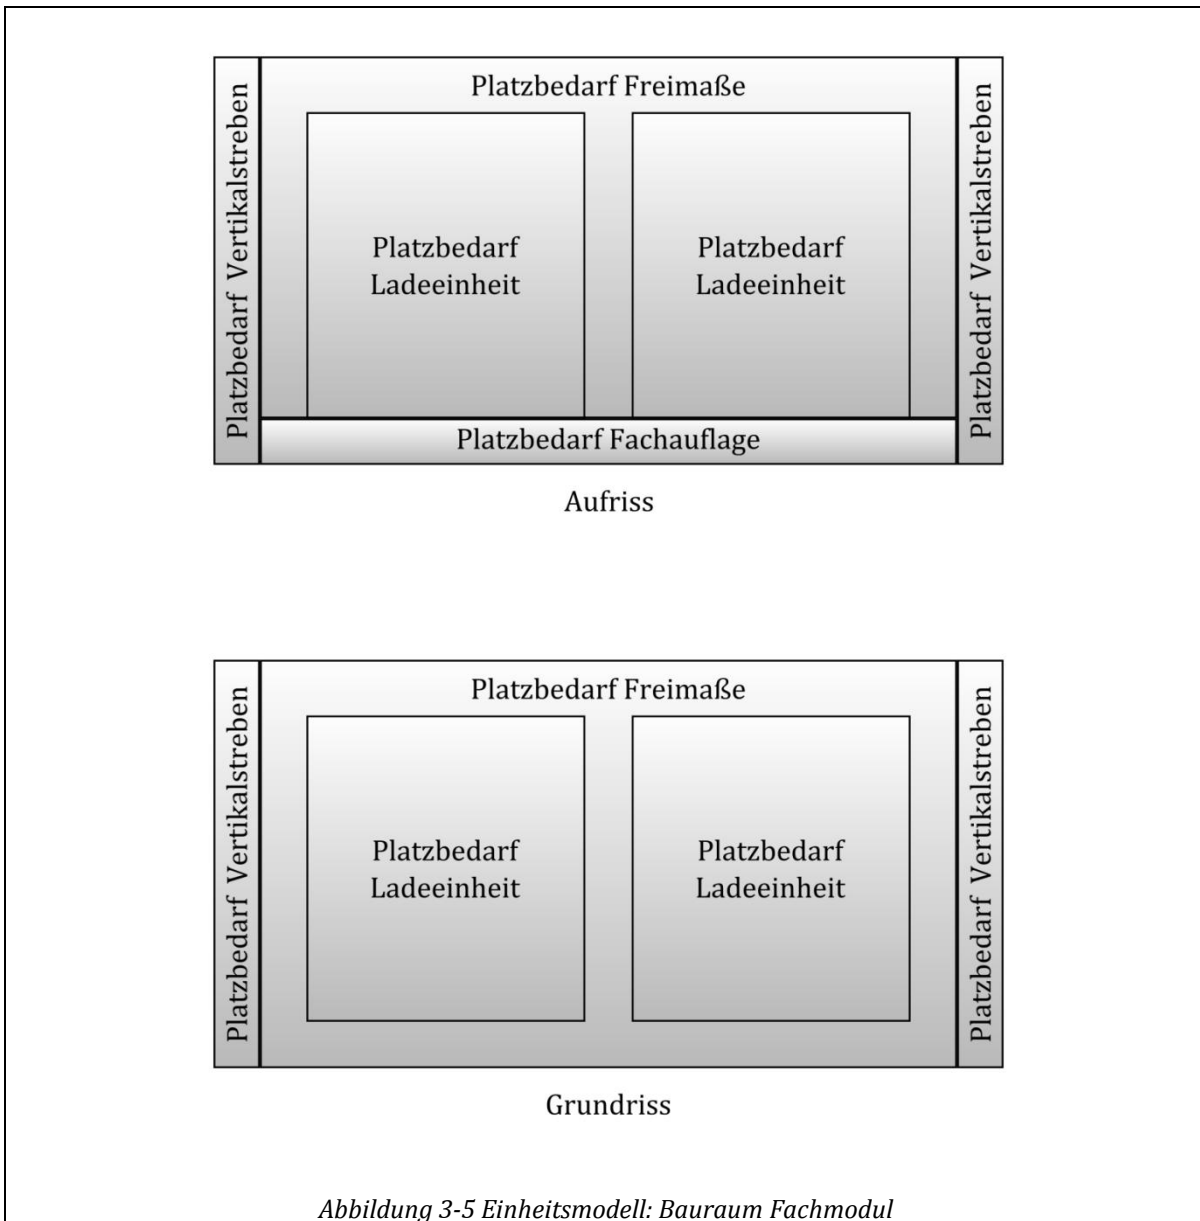 Platzbedarf Freimaße
Platzbedarf Vertikalstreben
Platzbedarf
Ladeeinheit
Platzbedarf
Ladeeinheit
Platzbedarf Vertikalstreben
Platzbedarf Fachauflage
Aufriss
Platzbedarf Freimaße
Platzbedarf Vertikalstreben
Platzbedarf
Ladeeinheit
Platzbedarf
Ladeeinheit
Platzbedarf Vertikalstreben
Grundriss
Abbildung 3-5 Einheitsmodell: Bauraum Fachmodul